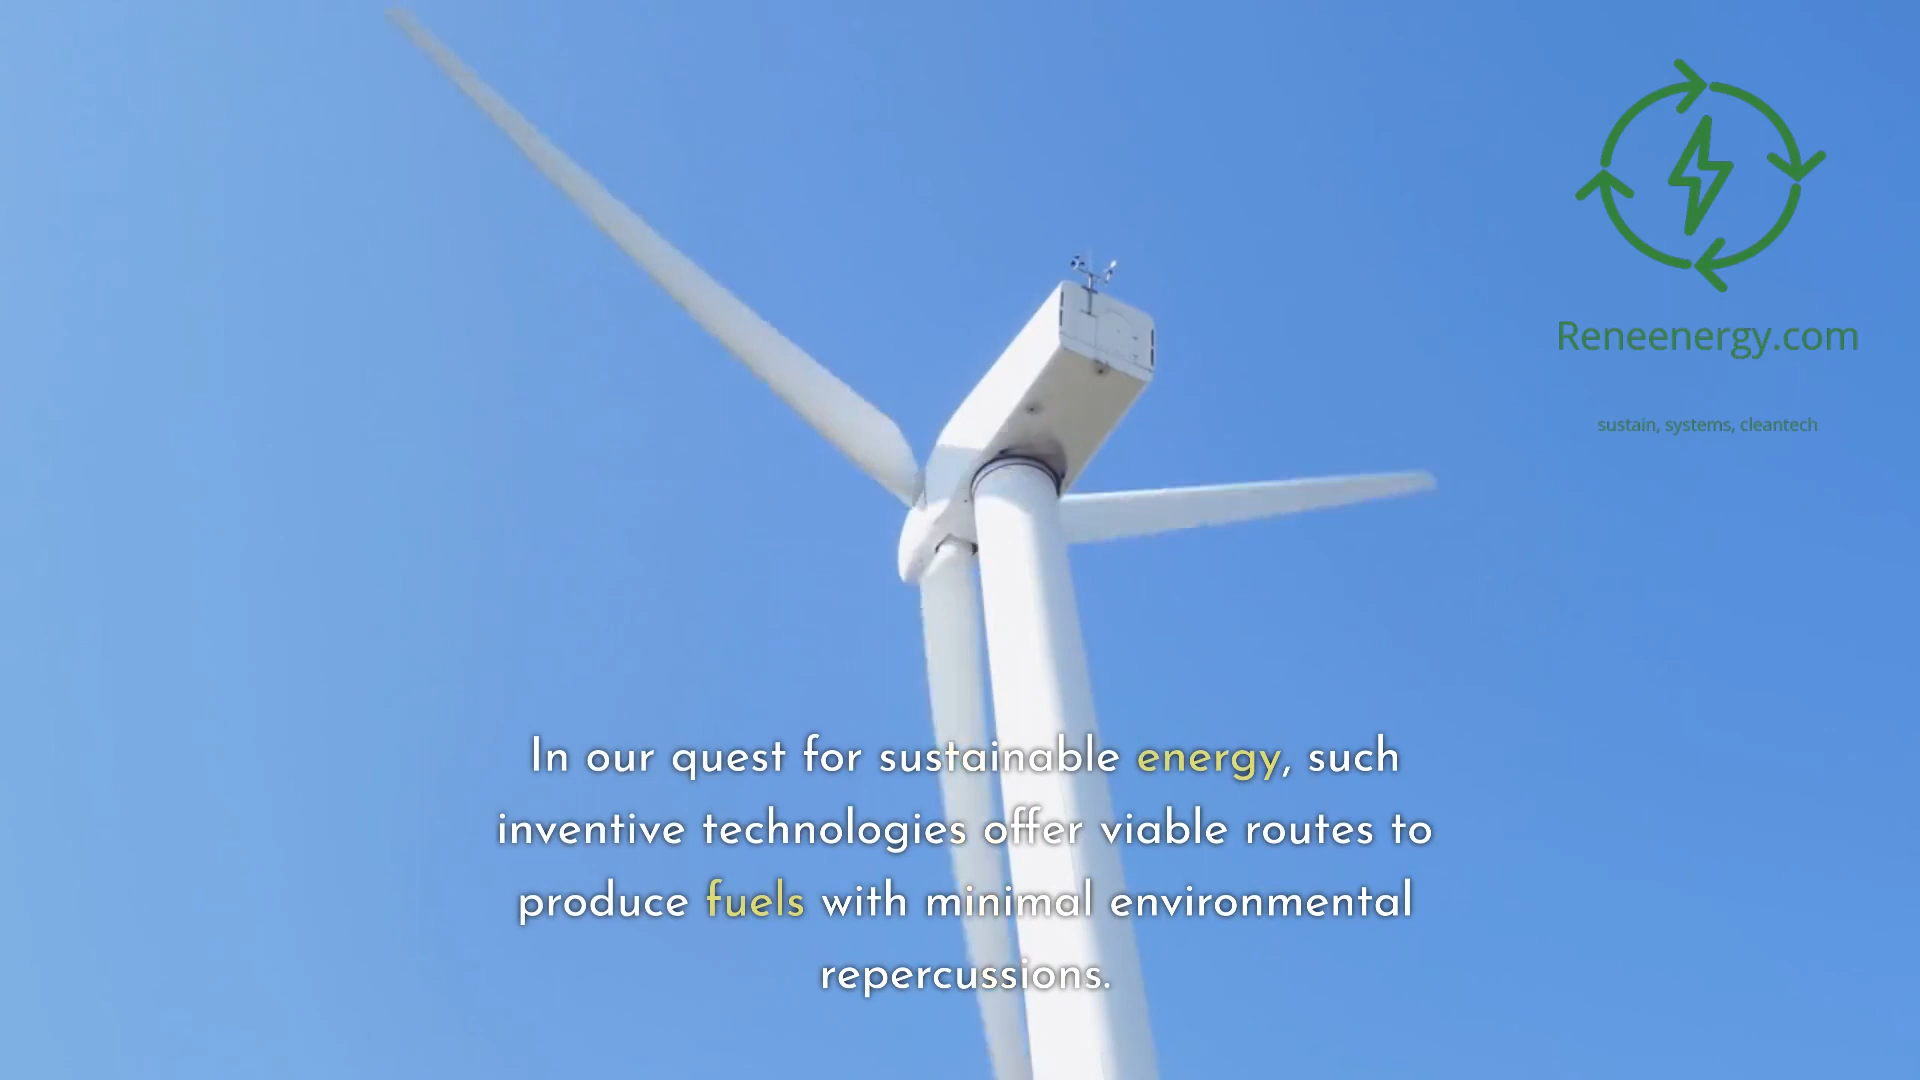 Reneenergy.com
sustain, systems, cleantech
In our quest for sustainable energy, such
inventive technologies offer viable routes to
produce fuels with minimal environmental
repercussions.